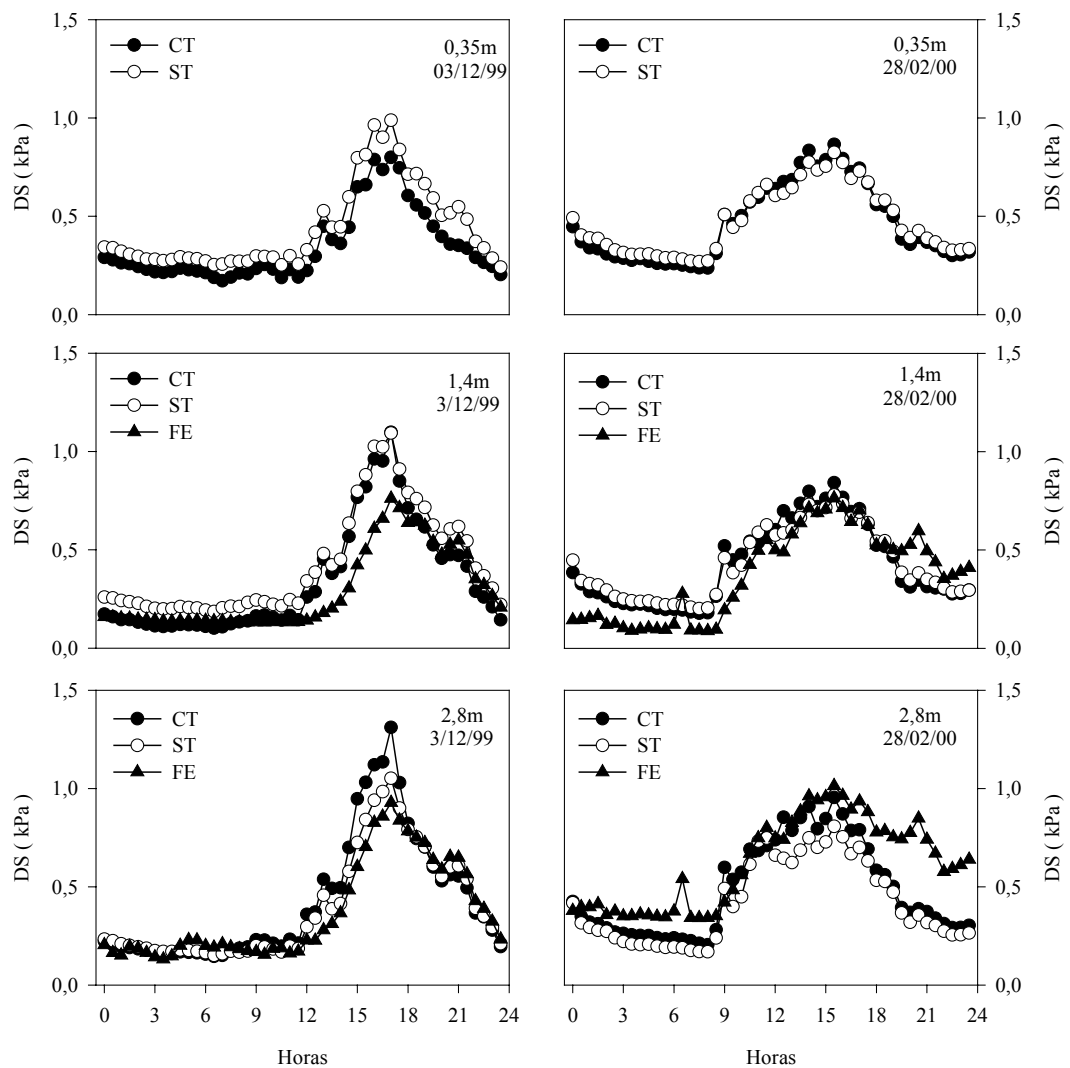 1,5
CT
ST
0,35m
03/12/99
1,0
DS ( kPa )
0,5
0,0
CT
ST
0,35m
28/02/00
1,5
1,0
DS ( kPa )
0,5
0,0
1,5
CT
ST
FE
1,4m
3/12/99
1,0
DS ( kPa )
0,5
0,0
CT
ST
FE
1,4m
28/02/00
1,5
1,0
DS ( kPa )
0,5
0,0
1,5
CT
ST
FE
2,8m
3/12/99
1,0
DS ( kPa )
0,5
0,0
0 3 6 9 12 15 18 21 24
Horas
CT
ST
FE
2,8m
28/02/00
1,5
1,0
DS ( kPa )
0,5
0,0
0 3 6 9 12 15 18 21 24
Horas